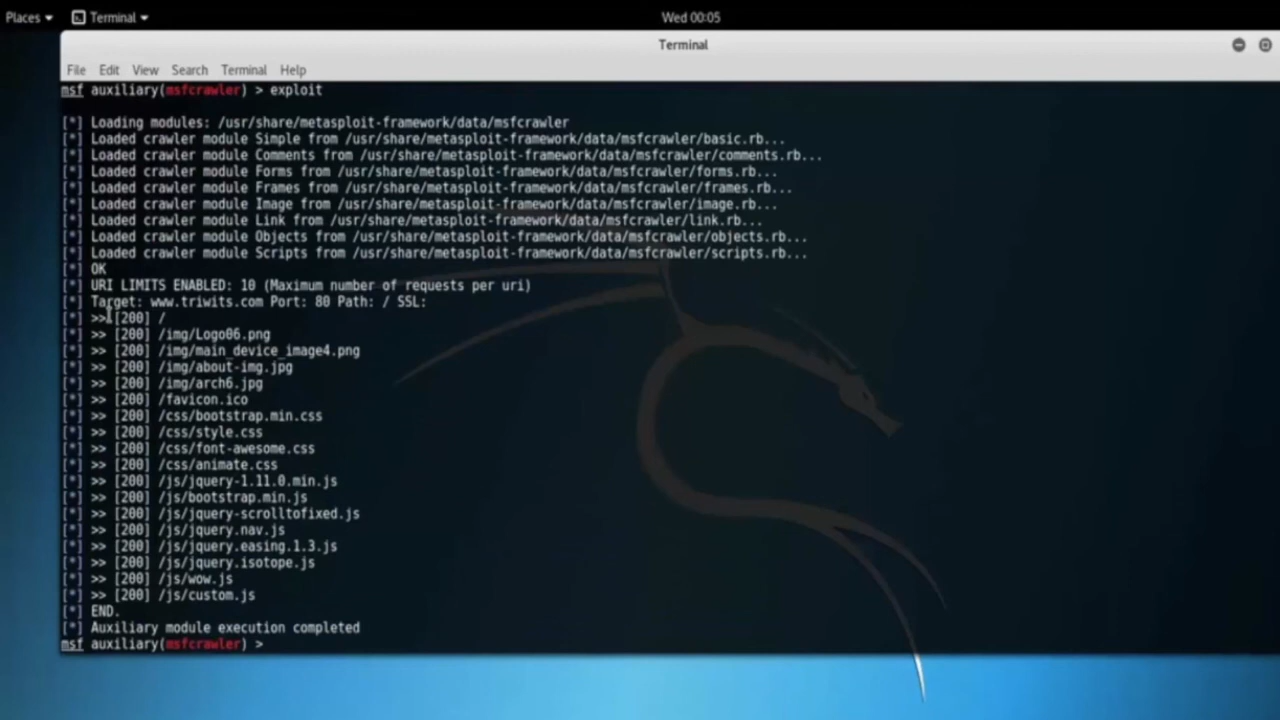 Places Terminal Wed 00:05
Terminal
File Edit View Search Terminal Help
msf auxiliary(msfcrawler) > exploit
[*] Loading modules: /usr/share/metasploit-framework/data/msfcrawler
[*] Loaded crawler module Simple from /usr/share/metasploit-framework/data/msfcrawler/basic.rb...
[*] Loaded crawler module Comments from /usr/share/metasploit-framework/data/msfcrawler/comments.rb...
[*] Loaded crawler module Forms from /usr/share/metasploit-framework/data/msfcrawler/forms.rb...
[*] Loaded crawler module Frames from /usr/share/metasploit-framework/data/msfcrawler/frames.rb...
[*] Loaded crawler module Image from /usr/share/metasploit-framework/data/msfcrawler/image.rb...
[*] Loaded crawler module Link from /usr/share/metasploit-framework/data/msfcrawler/link.rb...
[*] Loaded crawler module Objects from /usr/share/metasploit-framework/data/msfcrawler/objects.rb...
[*] Loaded crawler module Scripts from /usr/share/metasploit-framework/data/msfcrawler/scripts.rb...
[*] OK
[*] URI LIMITS ENABLED: 10 (Maximum number of requests per uri)
[*] Target: www.triwits.com Port: 80 Path: / SSL:
[*] >> [200] /
[*] >> [200] /img/Logo06.png
[*] >> [200] /img/main_device_image4.png
[*] >> [200] /img/about-img.jpg
[*] >> [200] /img/arch6.jpg
[*] >> [200] /favicon.ico
[*] >> [200] /css/bootstrap.min.css
[*] >> [200] /css/style.css
[*] >> [200] /css/font-awesome.css
[*] >> [200] /css/animate.css
[*] >> [200] /js/jquery-1.11.0.min.js
[*] >> [200] /js/bootstrap.min.js
[*] >> [200] /js/jquery-scrolltofixed.js
[*] >> [200] /js/jquery.nav.js
[*] >> [200] /js/jquery.easing.1.3.js
[*] >> [200] /js/jquery.isotope.js
[*] >> [200] /js/wow.js
[*] >> [200] /js/custom.js
[*] END.
[*] Auxiliary module execution completed
msf auxiliary(msfcrawler) >